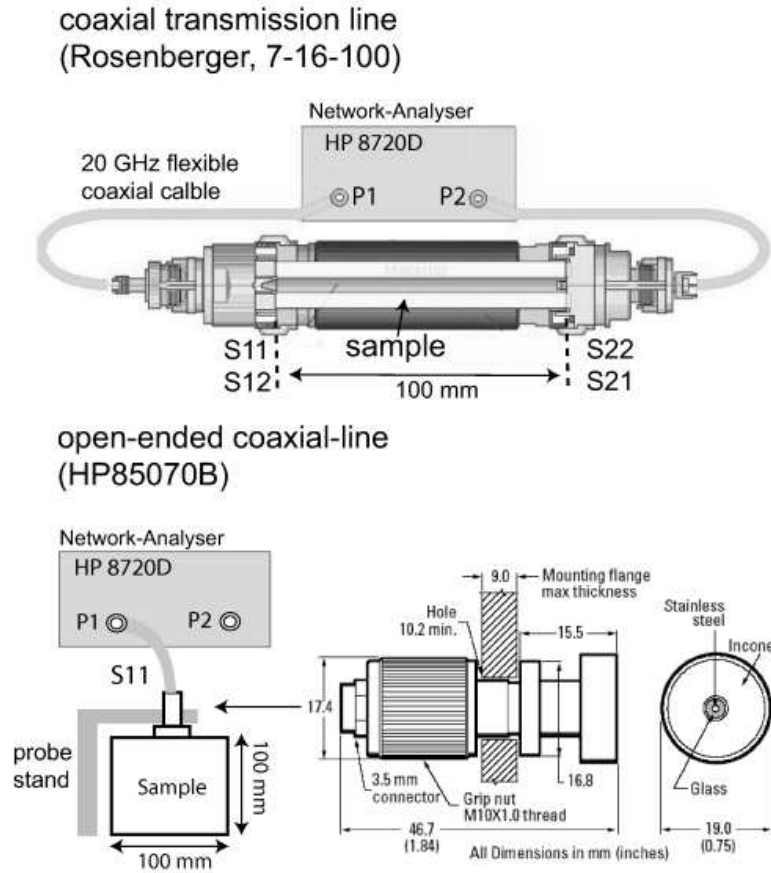 coaxial transmission line
(Rosenberger, 7-16-100)
Network-Analyser
HP 8720D
20 GHz flexible
coaxial calble
P1
P2
S11
S12
sample
S22
S21
100 mm
open-ended coaxial-line
(HP85070B)
Network-Analyser
HP 8720D
P1
P2
S11
probe
stand
Sample
100 mm
100 mm
9.0
Mounting flange
max thickness
Hole
10.2 min.
15.5
17.4
16.8
3.5 mm
connector
Grip nut
M10X1.0 thread
46.7
(1.84)
All Dimensions in mm (inches)
Stainless
steel
Incone
Glass
19.0
(0.75)